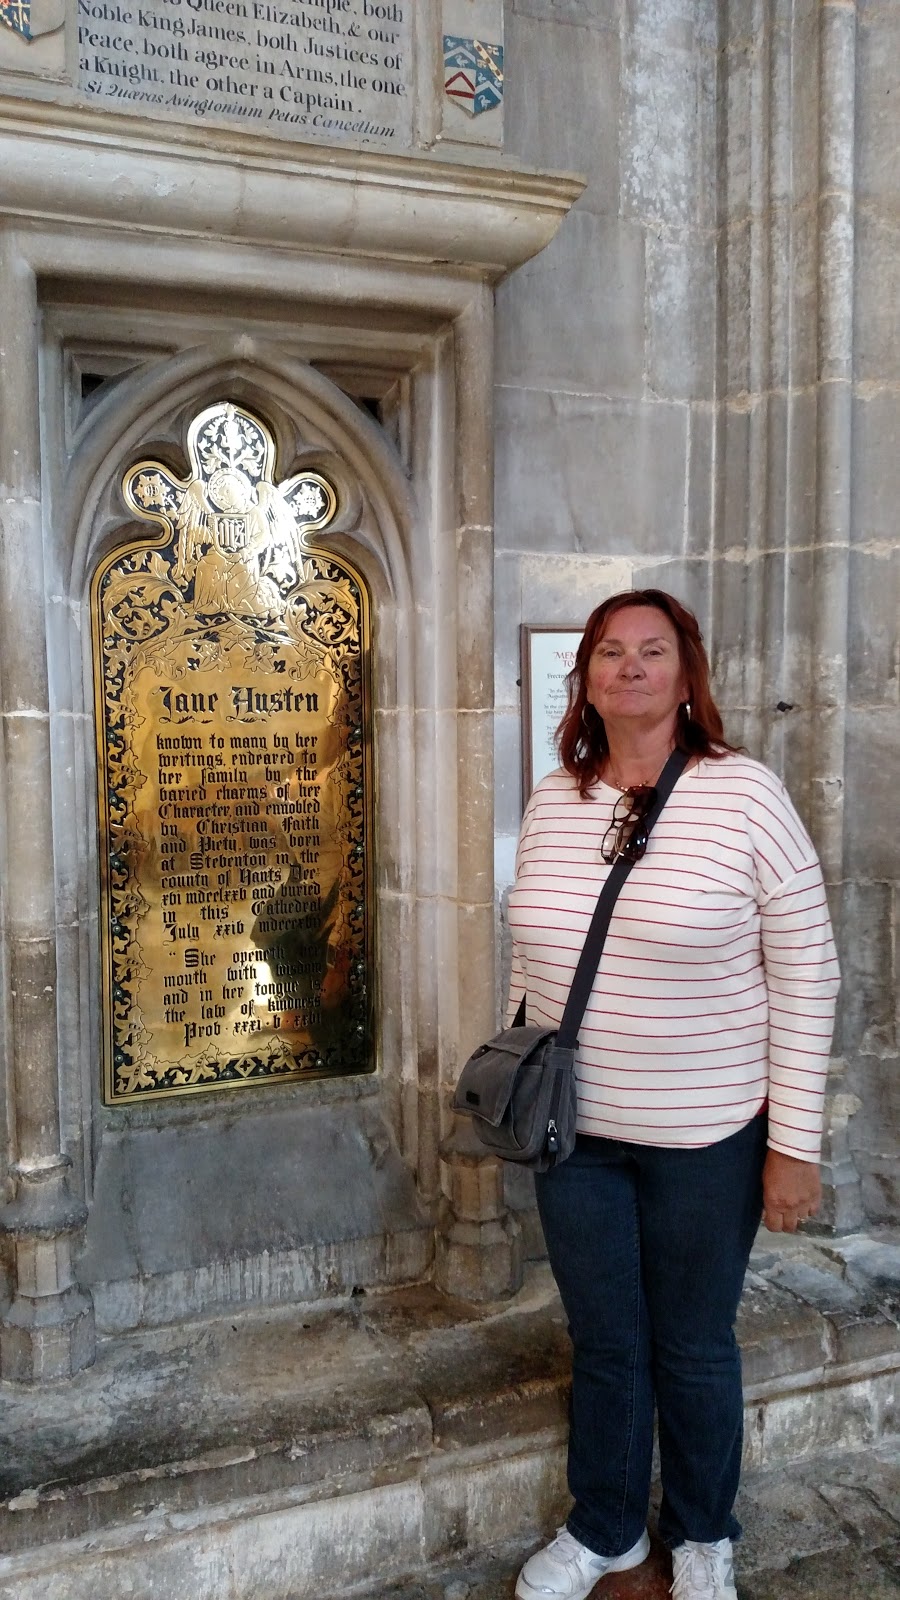 Temple, both
to Queen Elizabeth, & our
Noble King James, both Justices of
Peace, both agree in Arms, the one
a Knight, the other a Captain.
Si Quæras Avingtonium Petas Cancellum
Jane Austen
known to many by her
writings, endeared to
her family by the
varied charms of her
Character, and ennobled
by Christian Faith
and Piety, was born
at Steventon in the
county of Hants Dec:
xvi mdcclxxv and buried
in this Cathedral
July xxiv mdcccxvii
"She openeth her
mouth with wisdom
and in her tongue is
the law of kindness
Prov. xxxi. v. xxvi